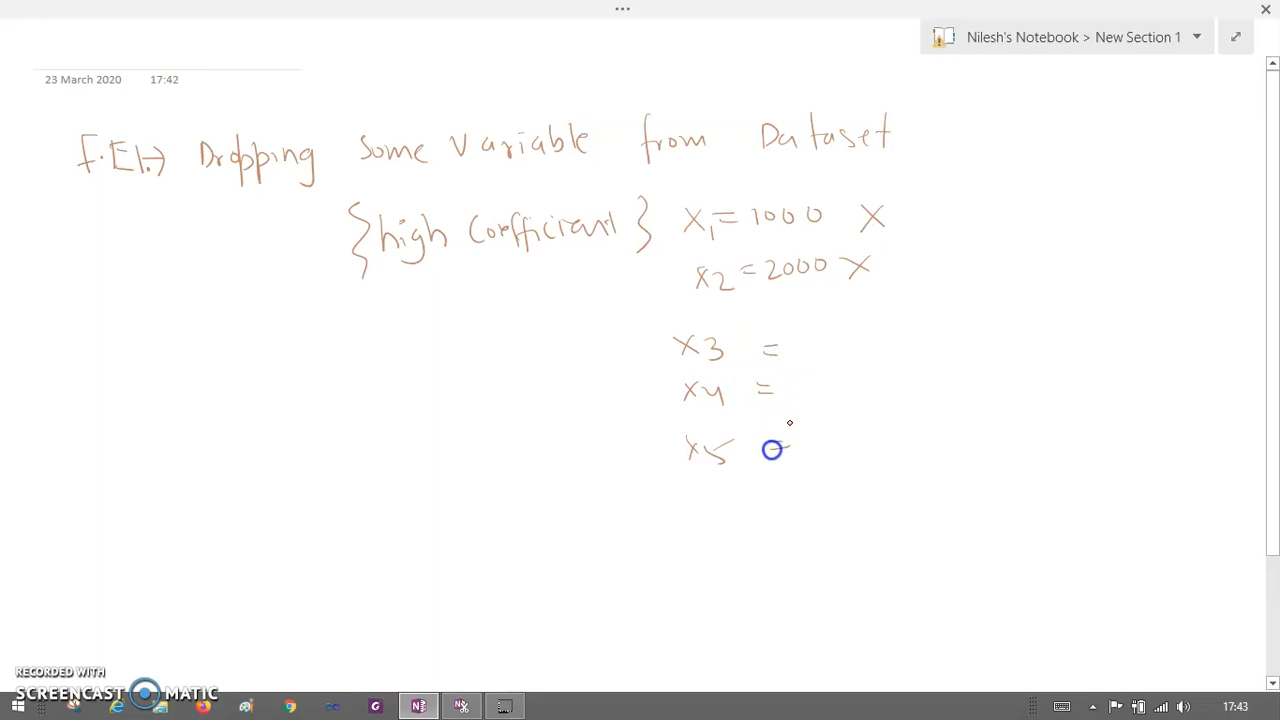 Nilesh's Notebook > New Section 1
23 March 2020 17:42
F.E1.→ Dropping Some Variable from Dataset
{high Coefficient} X1 = 1000 X
X2 = 2000 X
X3 =
X4 =
X5 =
RECORDED WITH
SCREENCAST MATIC
17:43